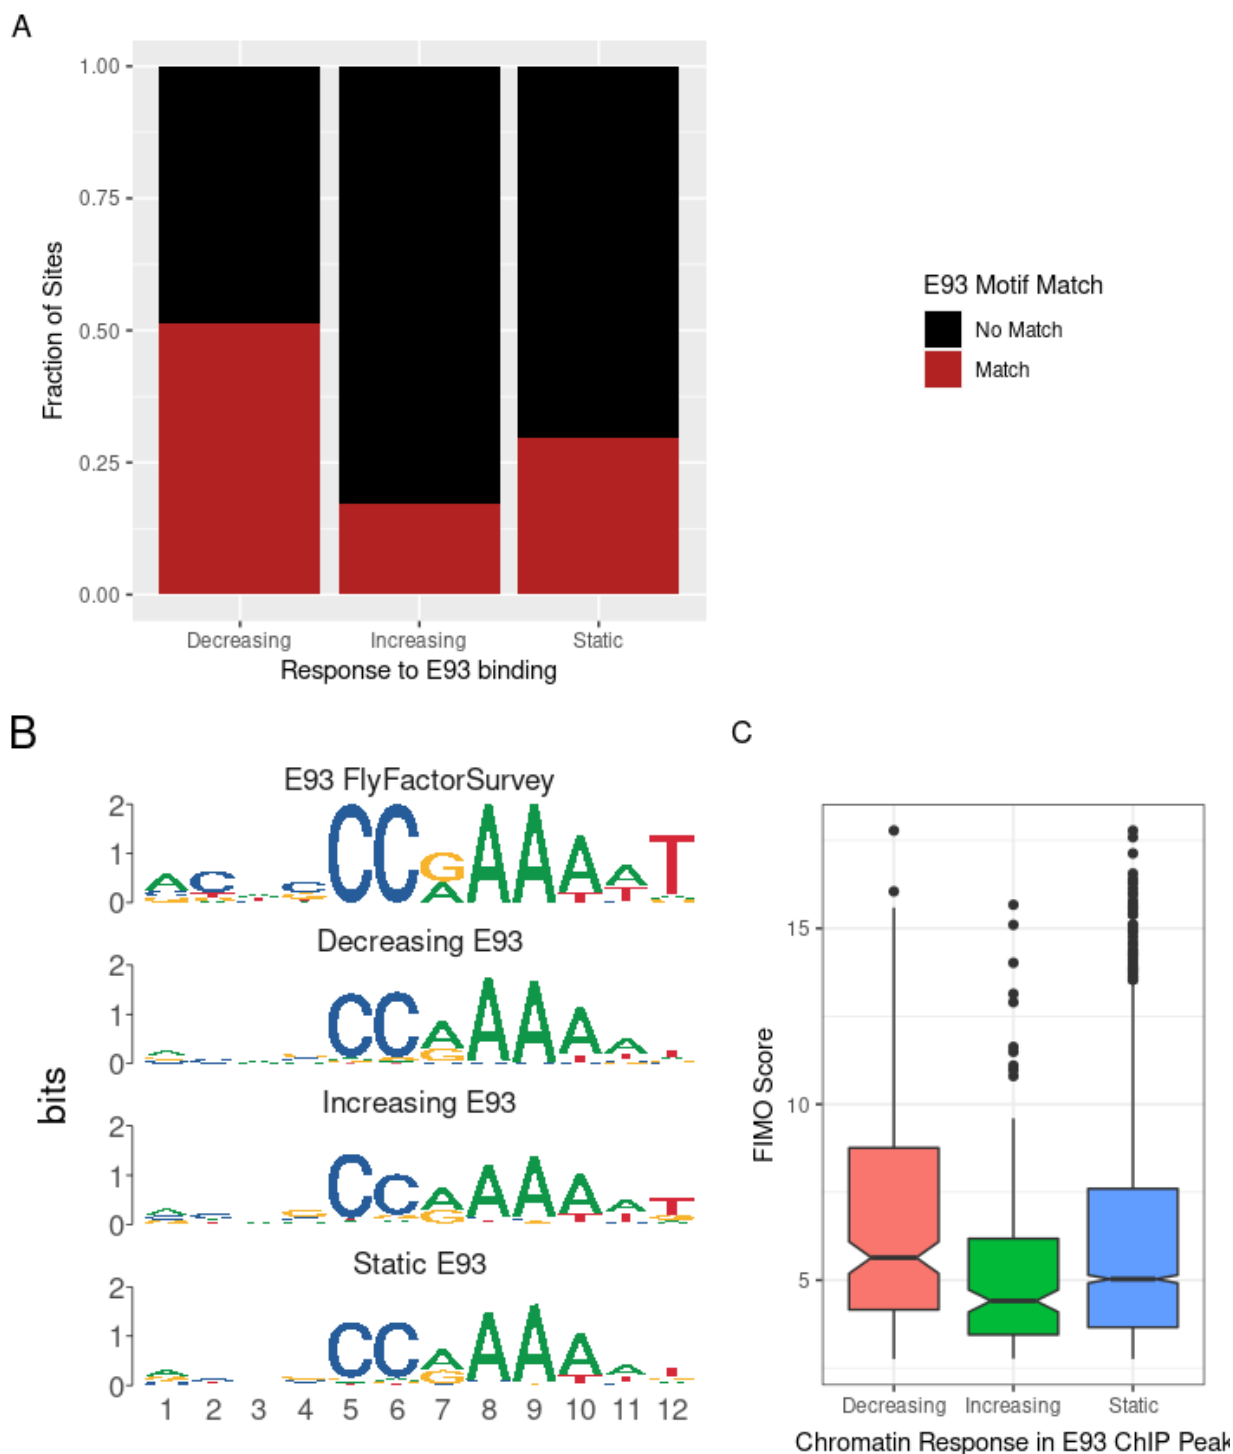 A
1.00
0.75
0.50
0.25
0.00
Fraction of Sites
Decreasing Increasing Static
Response to E93 binding
E93 Motif Match
No Match
Match
B
bits
E93 FlyFactorSurvey
2
1
0
Decreasing E93
2
1
0
Increasing E93
2
1
0
Static E93
2
1
0
1 2 3 4 5 6 7 8 9 10 11 12
C
FIMO Score
15
10
5
Decreasing Increasing Static
Chromatin Response in E93 ChIP Peak